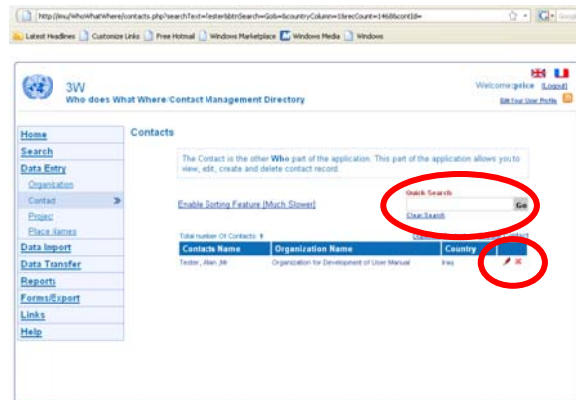 http://imu/WhoWhatWhere/contacts.php?searchText=lester&btnSearch=Go&=&countryColumn=1&recCount=1468&contId=
Latest Headlines Customize Links Free Hotmail Windows Marketplace Windows Media Windows
3W
Who does What Where/Contact Management Directory
Welcome: [Logout]
Edit Your User Profile
Home
Search
Data Entry
Organization
Contact
Project
Place Names
Data Import
Data Transfer
Reports
Forms/Export
Links
Help
Contacts
The Contact is the other Who part of the application. This part of the application allows you to
view, edit, create and delete contact record.
Enable Sorting Feature [Much Slower]
Quick Search
Go
Clear Search
Total number Of Contacts:
Contact
Contacts Name Organization Name Country
Tester, Alan ,Mr Organization for Development of User Manual Iraq